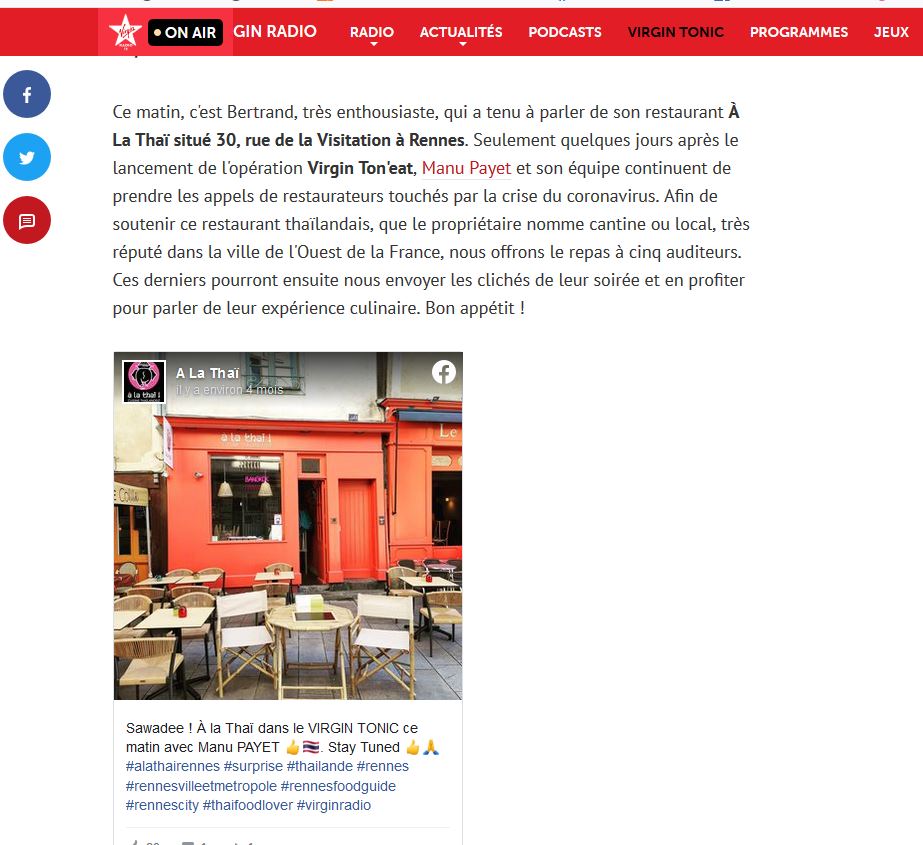 ON AIR
GIN RADIO
RADIO
ACTUALITÉS
PODCASTS
VIRGIN TONIC
PROGRAMMES
JEUX
Ce matin, c'est Bertrand, très enthousiaste, qui a tenu à parler de son restaurant À
La Thaï situé 30, rue de la Visitation à Rennes. Seulement quelques jours après le
lancement de l'opération Virgin Ton'eat, Manu Payet et son équipe continuent de
prendre les appels de restaurateurs touchés par la crise du coronavirus. Afin de
soutenir ce restaurant thaïlandais, que le propriétaire nomme cantine ou local, très
réputé dans la ville de l'Ouest de la France, nous offrons le repas à cinq auditeurs.
Ces derniers pourront ensuite nous envoyer les clichés de leur soirée et en profiter
pour parler de leur expérience culinaire. Bon appétit !
à la thaï !
A La Thaï
il y a environ 4 mois
à la thaï !
Le
BANGKOK
Sawadee ! À la Thaï dans le VIRGIN TONIC ce
matin avec Manu PAYET 👍🇹🇭. Stay Tuned 👍🙏
#alathairennes #surprise #thailande #rennes
#rennesvilleetmetropole #rennesfoodguide
#rennescity #thaifoodlover #virginradio